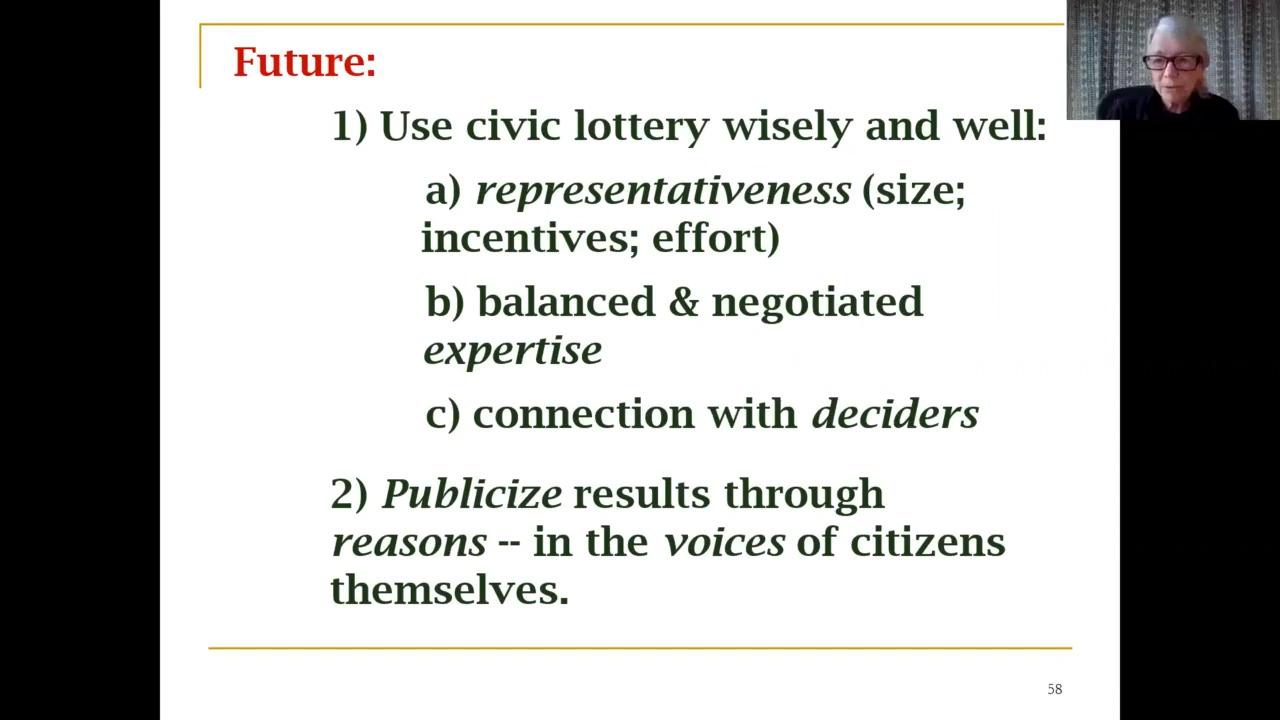 Future:
1) Use civic lottery wisely and well:
a) representativeness (size;
incentives; effort)
b) balanced & negotiated
expertise
c) connection with deciders
2) Publicize results through
reasons -- in the voices of citizens
themselves.
58